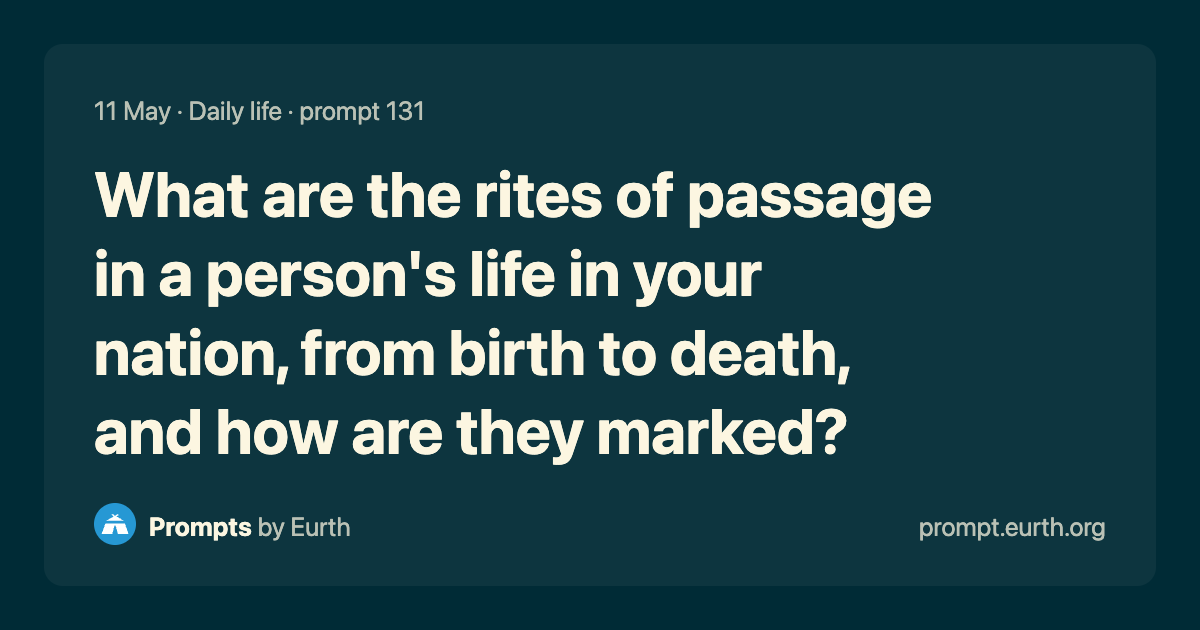 11 May · Daily life · prompt 131
What are the rites of passage
in a person's life in your
nation, from birth to death,
and how are they marked?
Prompts by Eurth
prompt.eurth.org